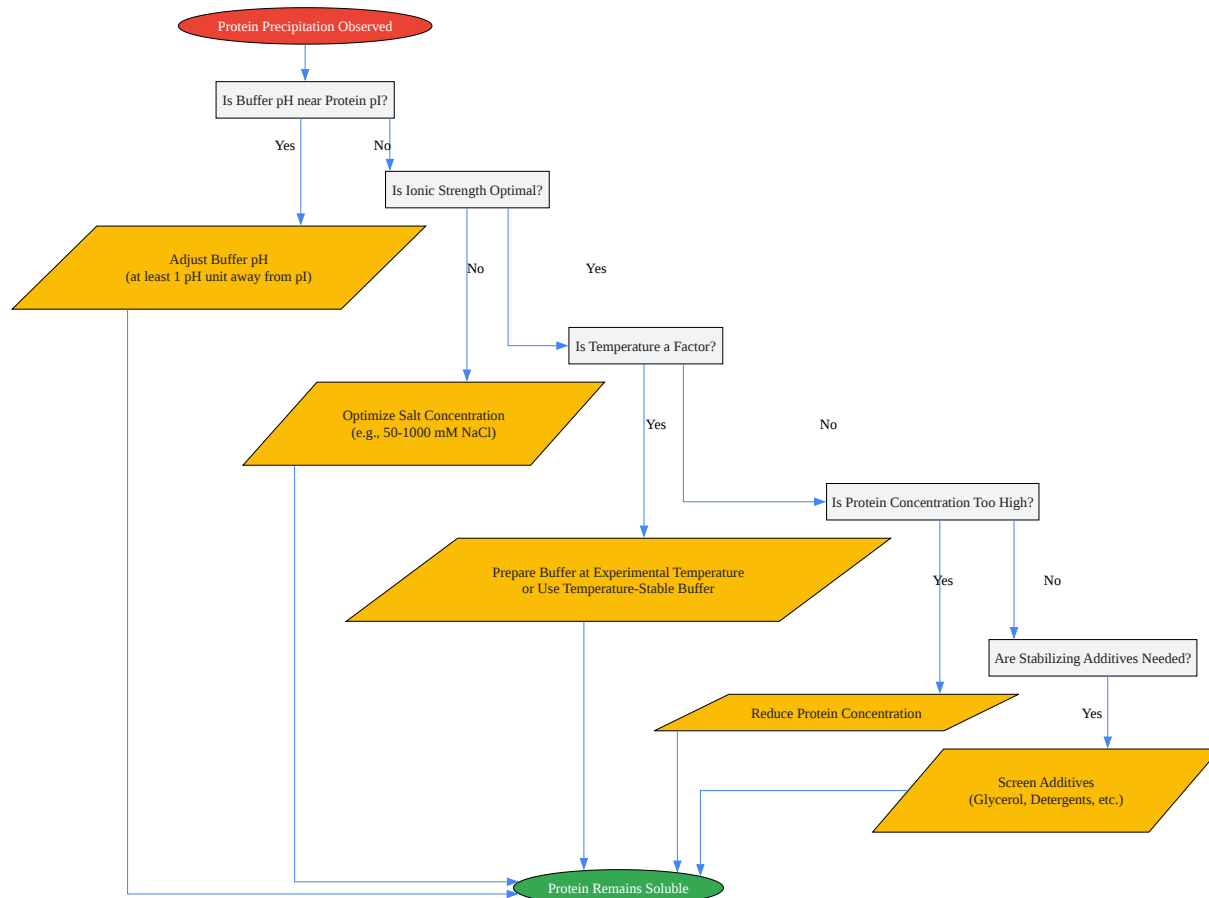 Protein Precipitation Observed
Is Buffer pH near Protein pI?
Yes
No
Is Ionic Strength Optimal?
Adjust Buffer pH
(at least 1 pH unit away from pI)
No
Yes
Is Temperature a Factor?
Optimize Salt Concentration
(e.g., 50-1000 mM NaCl)
Yes
No
Is Protein Concentration Too High?
Prepare Buffer at Experimental Temperature
or Use Temperature-Stable Buffer
Yes
No
Are Stabilizing Additives Needed?
Reduce Protein Concentration
Yes
Screen Additives
(Glycerol, Detergents, etc.)
Protein Remains Soluble